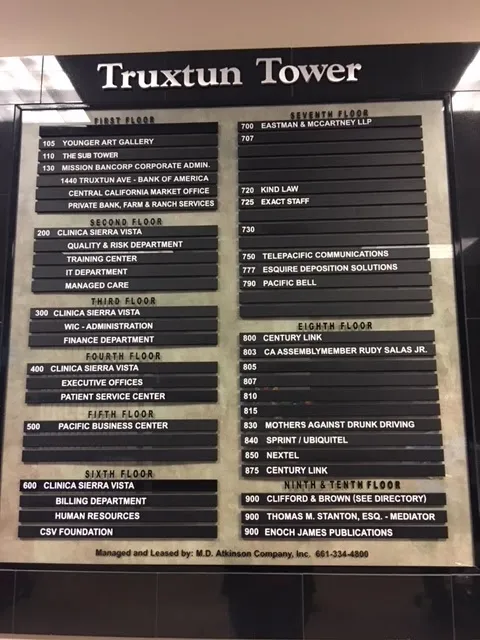 Truxtun Tower
FIRST FLOOR
105 YOUNGER ART GALLERY
110 THE SUB TOWER
130 MISSION BANCORP CORPORATE ADMIN.
1440 TRUXTUN AVE - BANK OF AMERICA
CENTRAL CALIFORNIA MARKET OFFICE
PRIVATE BANK, FARM & RANCH SERVICES
SECOND FLOOR
200 CLINICA SIERRA VISTA
QUALITY & RISK DEPARTMENT
TRAINING CENTER
IT DEPARTMENT
MANAGED CARE
THIRD FLOOR
300 CLINICA SIERRA VISTA
WIC - ADMINISTRATION
FINANCE DEPARTMENT
FOURTH FLOOR
400 CLINICA SIERRA VISTA
EXECUTIVE OFFICES
PATIENT SERVICE CENTER
FIFTH FLOOR
500 PACIFIC BUSINESS CENTER
SIXTH FLOOR
600 CLINICA SIERRA VISTA
BILLING DEPARTMENT
HUMAN RESOURCES
CSV FOUNDATION
SEVENTH FLOOR
700 EASTMAN & MCCARTNEY LLP
707
720 KIND LAW
725 EXACT STAFF
730
750 TELEPACIFIC COMMUNICATIONS
777 ESQUIRE DEPOSITION SOLUTIONS
790 PACIFIC BELL
EIGHTH FLOOR
800 CENTURY LINK
803 CA ASSEMBLYMEMBER RUDY SALAS JR.
805
807
810
815
830 MOTHERS AGAINST DRUNK DRIVING
840 SPRINT / UBIQUITEL
850 NEXTEL
875 CENTURY LINK
NINTH & TENTH FLOOR
900 CLIFFORD & BROWN (SEE DIRECTORY)
900 THOMAS M. STANTON, ESQ. - MEDIATOR
900 ENOCH JAMES PUBLICATIONS
Managed and Leased by: M.D. Atkinson Company, Inc. 661-334-4800